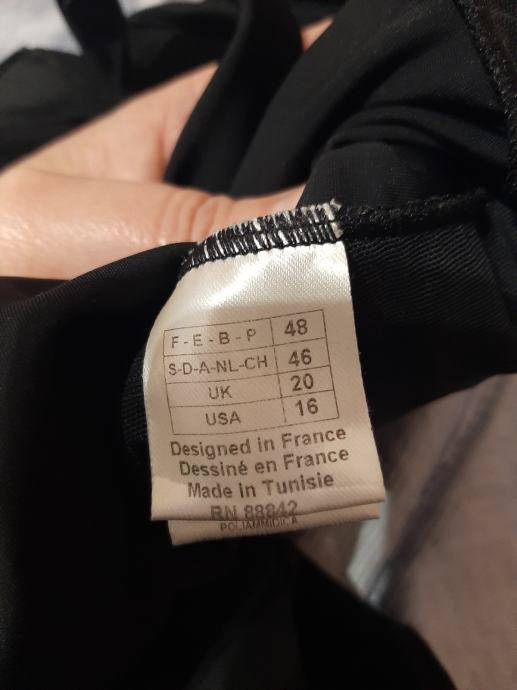 F - E - B - P 48
S-D-A-NL-CH 46
UK 20
USA 16
Designed in France
Dessiné en France
Made in Tunisie
RN 88842
POLIAMMIDICA